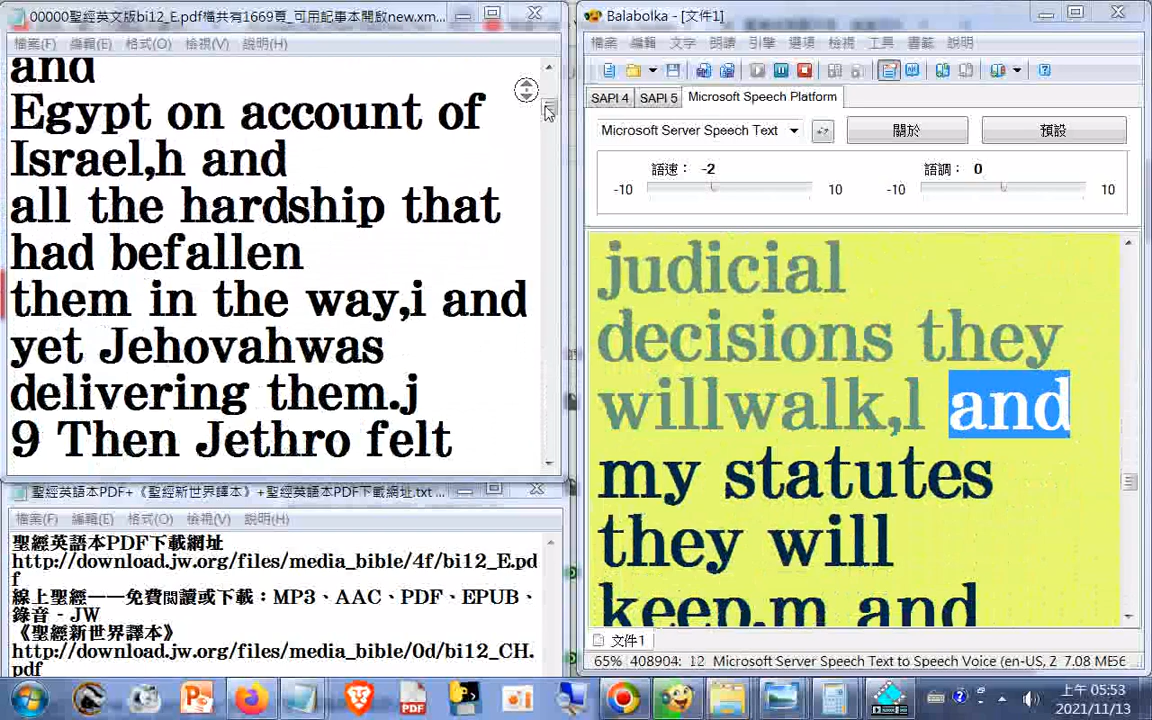 00000聖經英文版bi12_E.pdf檔共有1669頁_可用記事本開啟new.xm...
檔案(F) 編輯(E) 格式(O) 檢視(V) 說明(H)
and
Egypt on account of
Israel,h and
all the hardship that
had befallen
them in the way,i and
yet Jehovahwas
delivering them.j
9 Then Jethro felt
聖經英語本PDF+《聖經新世界譯本》+聖經英語本PDF下載網址.txt ...
檔案(F) 編輯(E) 格式(O) 檢視(V) 說明(H)
聖經英語本PDF下載網址
http://download.jw.org/files/media_bible/4f/bi12_E.pd
f
線上聖經——免費閱讀或下載：MP3、AAC、PDF、EPUB、
錄音 - JW
《聖經新世界譯本》
http://download.jw.org/files/media_bible/0d/bi12_CH.
pdf
Balabolka - [文件1]
檔案 編輯 文字 朗讀 引擎 選項 檢視 工具 書籤 說明
SAPI 4 SAPI 5 Microsoft Speech Platform
Microsoft Server Speech Text 關於 預設
語速： -2 語調： 0
-10 10 -10 10
judicial
decisions they
willwalk,l and
my statutes
they will
keep,m and
文件1
65% 408904: 12 Microsoft Server Speech Text to Speech Voice (en-US, Z 7.08 ME56
上午 05:53
2021/11/13